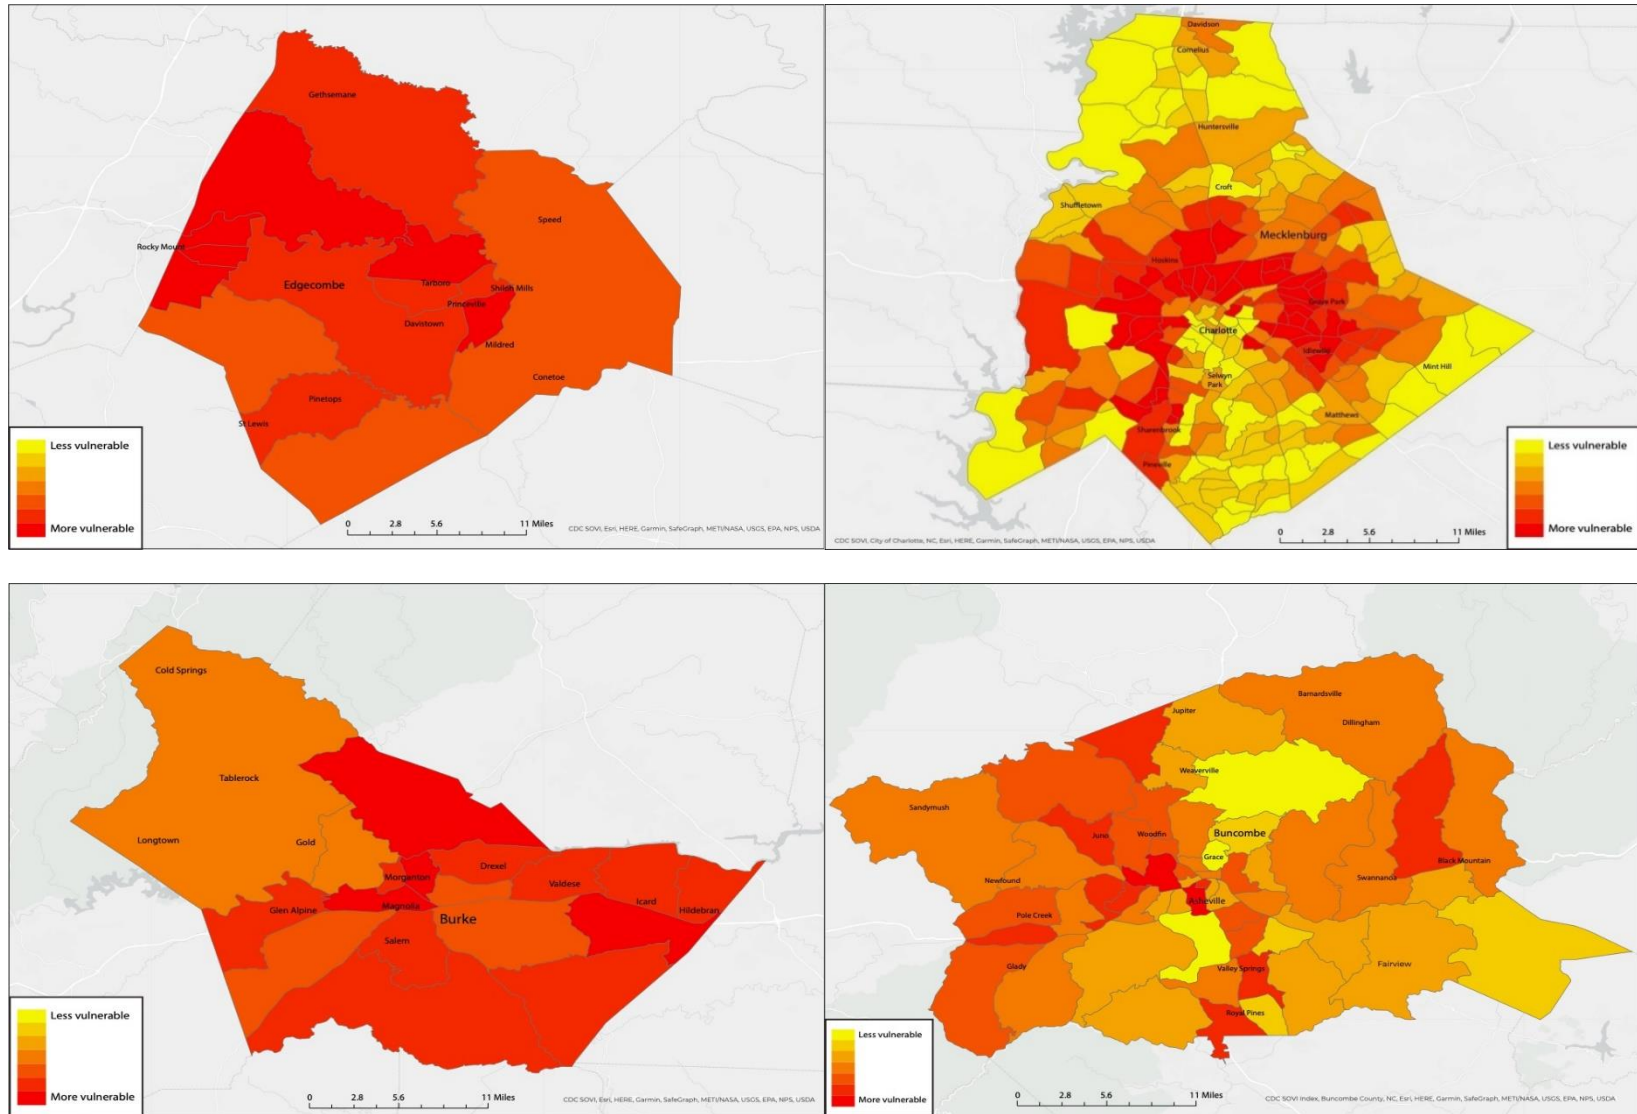 Gethsemane
Speed
Rocky Mount
Edgecombe
Tarboro
Shiloh Mills
Princeville
Davistown
Mildred
Conetoe
Pinetops
St Lewis
Less vulnerable
More vulnerable
0 2.8 5.6 11 Miles
CDC SOVI, Esri, HERE, Garmin, SafeGraph, METI/NASA, USGS, EPA, NPS, USDA
Davidson
Cornelius
Huntersville
Croft
Shuffletown
Mecklenburg
Hoskins
Grove Park
Charlotte
Idlewild
Mint Hill
Selwyn
Park
Matthews
Sharonbrook
Pineville
Less vulnerable
More vulnerable
0 2.8 5.6 11 Miles
CDC SOVI, City of Charlotte, NC, Esri, HERE, Garmin, SafeGraph, METI/NASA, USGS, EPA, NPS, USDA
Cold Springs
Tablerock
Longtown
Gold
Drexel
Morganton
Valdese
Icard
Magnolia
Glen Alpine
Hildebran
Burke
Salem
Less vulnerable
More vulnerable
0 2.8 5.6 11 Miles
CDC SOVI, Esri, HERE, Garmin, SafeGraph, METI/NASA, USGS, EPA, NPS, USDA
Barnardsville
Jupiter
Dillingham
Weaverville
Sandymush
Juno
Woodfin
Buncombe
Grace
Black Mountain
Newfound
Swannanoa
Asheville
Pole Creek
Glady
Valley Springs
Fairview
Royal Pines
Less vulnerable
More vulnerable
0 2.8 5.6 11 Miles
CDC SOVI Index, Buncombe County, NC, Esri, HERE, Garmin, SafeGraph, METI/NASA, USGS, EPA, NPS, USDA